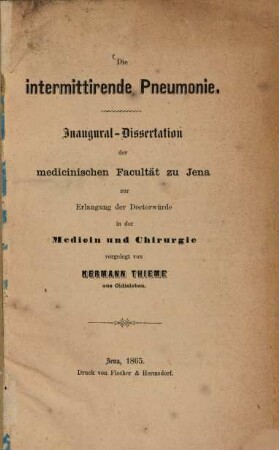 Die
intermittirende Pneumonie.
Inaugural-Dissertation
der
medicinischen Facultät zu Jena
zur
Erlangung der Doctorwürde
in der
Medicin und Chirurgie
vorgelegt von
HERMANN THIEME
aus Oldisleben.
Jena, 1865.
Druck von Fischer & Hermsdorf.